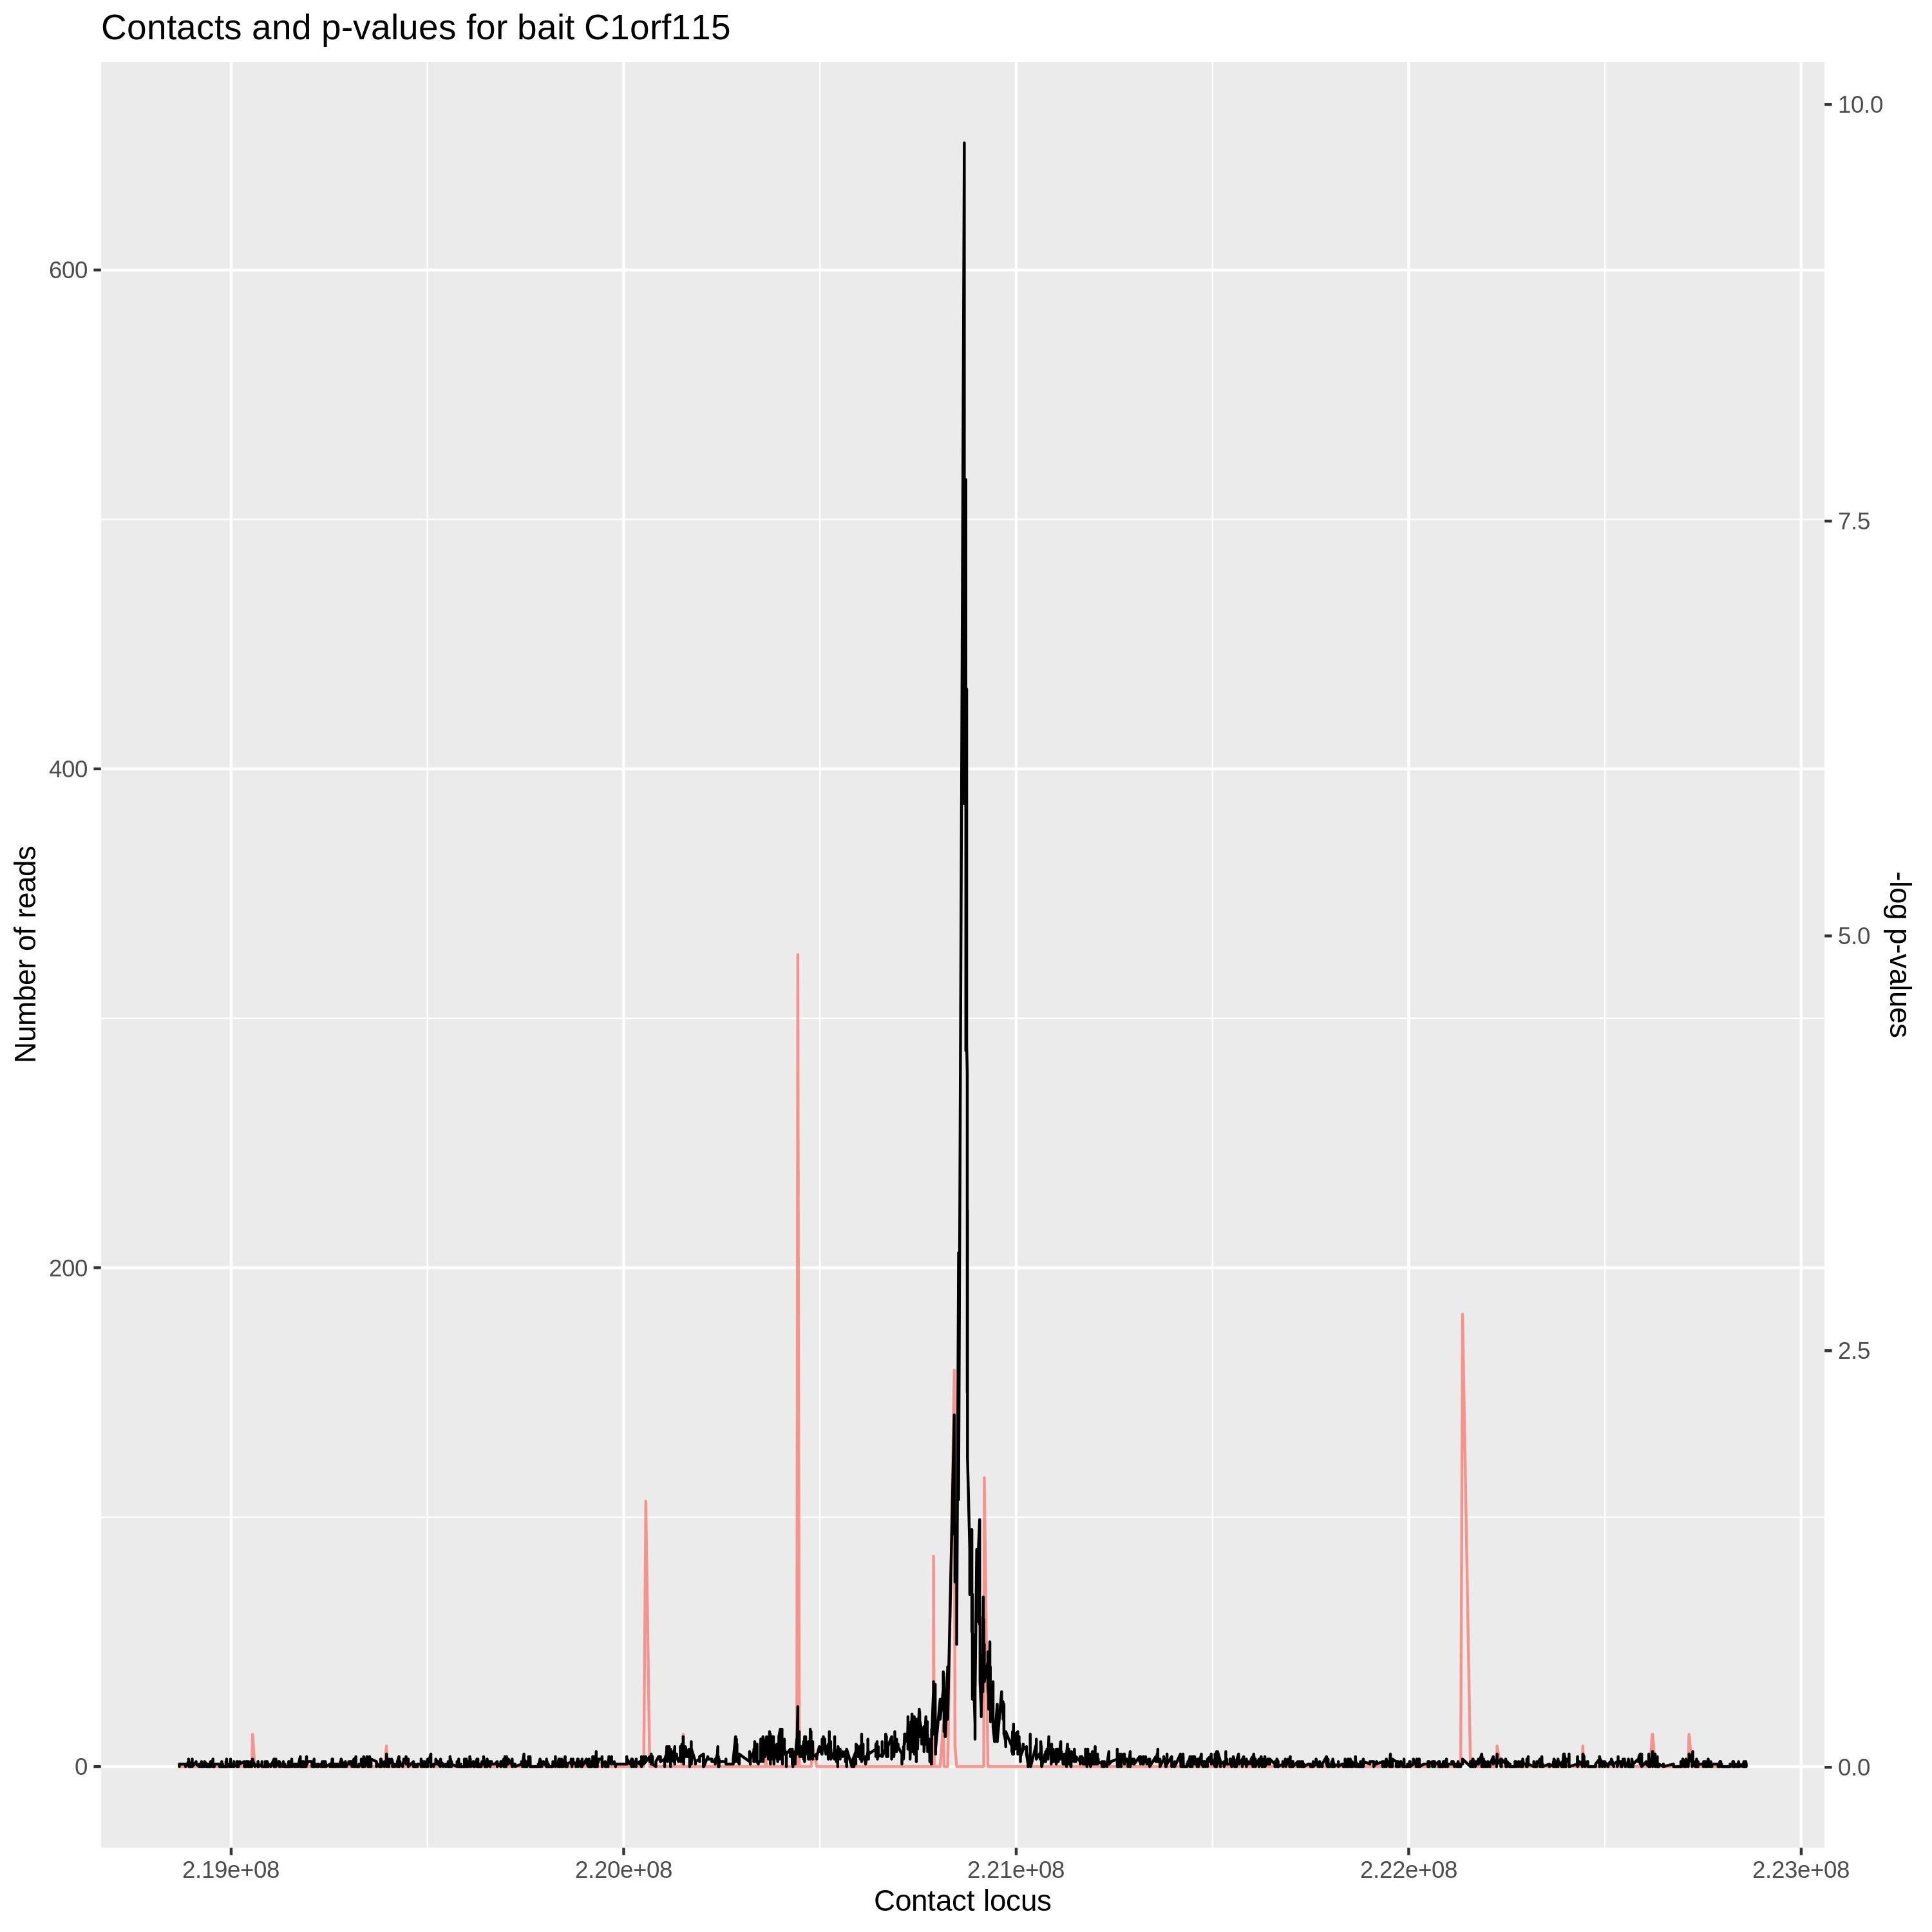 Contacts and p-values for bait C1orf115
Number of reads
600
400
200
0
10.0
7.5
5.0
2.5
0.0
-log p-values
2.19e+08 2.20e+08 2.21e+08 2.22e+08 2.23e+08
Contact locus